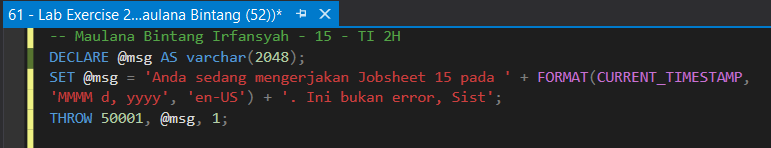 61 - Lab Exercise 2...aulana Bintang (52))*
-- Maulana Bintang Irfansyah - 15 - TI 2H
DECLARE @msg AS varchar(2048);
SET @msg = 'Anda sedang mengerjakan Jobsheet 15 pada ' + FORMAT(CURRENT_TIMESTAMP,
'MMMM d, yyyy', 'en-US') + '. Ini bukan error, Sist';
THROW 50001, @msg, 1;